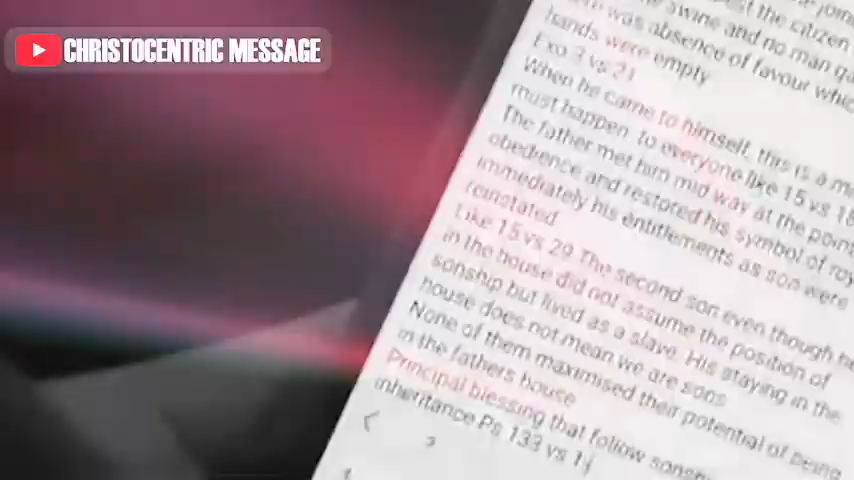 CHRISTOCENTRIC MESSAGE
the swine and no man
was absence of favour
hands were empty
Exo 3 vs 21
When he came to himself, this is a
must happen to everyone like 15 vs 18
The father met him mid way at the point
obedience and restored his symbol of
immediately his entitlements as son were
reinstated
Like 15 vs 29 The second son even though he
in the house did not assume the position of
sonship but lived as a slave. His staying in the
house does not mean we are sons
None of them maximised their potential of being
in the fathers house
Principal blessing that follow
inheritance Ps 133 vs 1